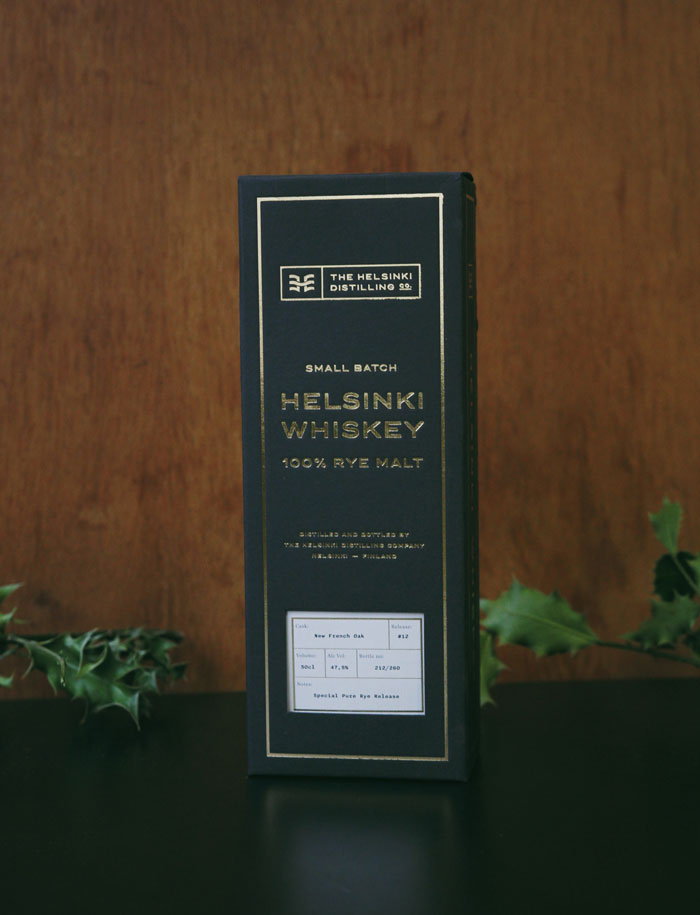 THE HELSINKI
DISTILLING CO.
SMALL BATCH
HELSINKI
WHISKEY
100% RYE MALT
DISTILLED AND BOTTLED BY
THE HELSINKI DISTILLING COMPANY
HELSINKI — FINLAND
Cask: Release:
New French Oak #12
Volume: Alc Vol: Bottle no:
50cl 47,5% 212/260
Notes:
Special Pure Rye Release